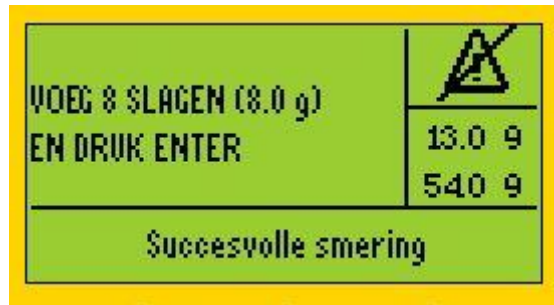 VOEG 8 SLAGEN (8.0 g)
EN DRUK ENTER
13.0 g
540 g
Succesvolle smering